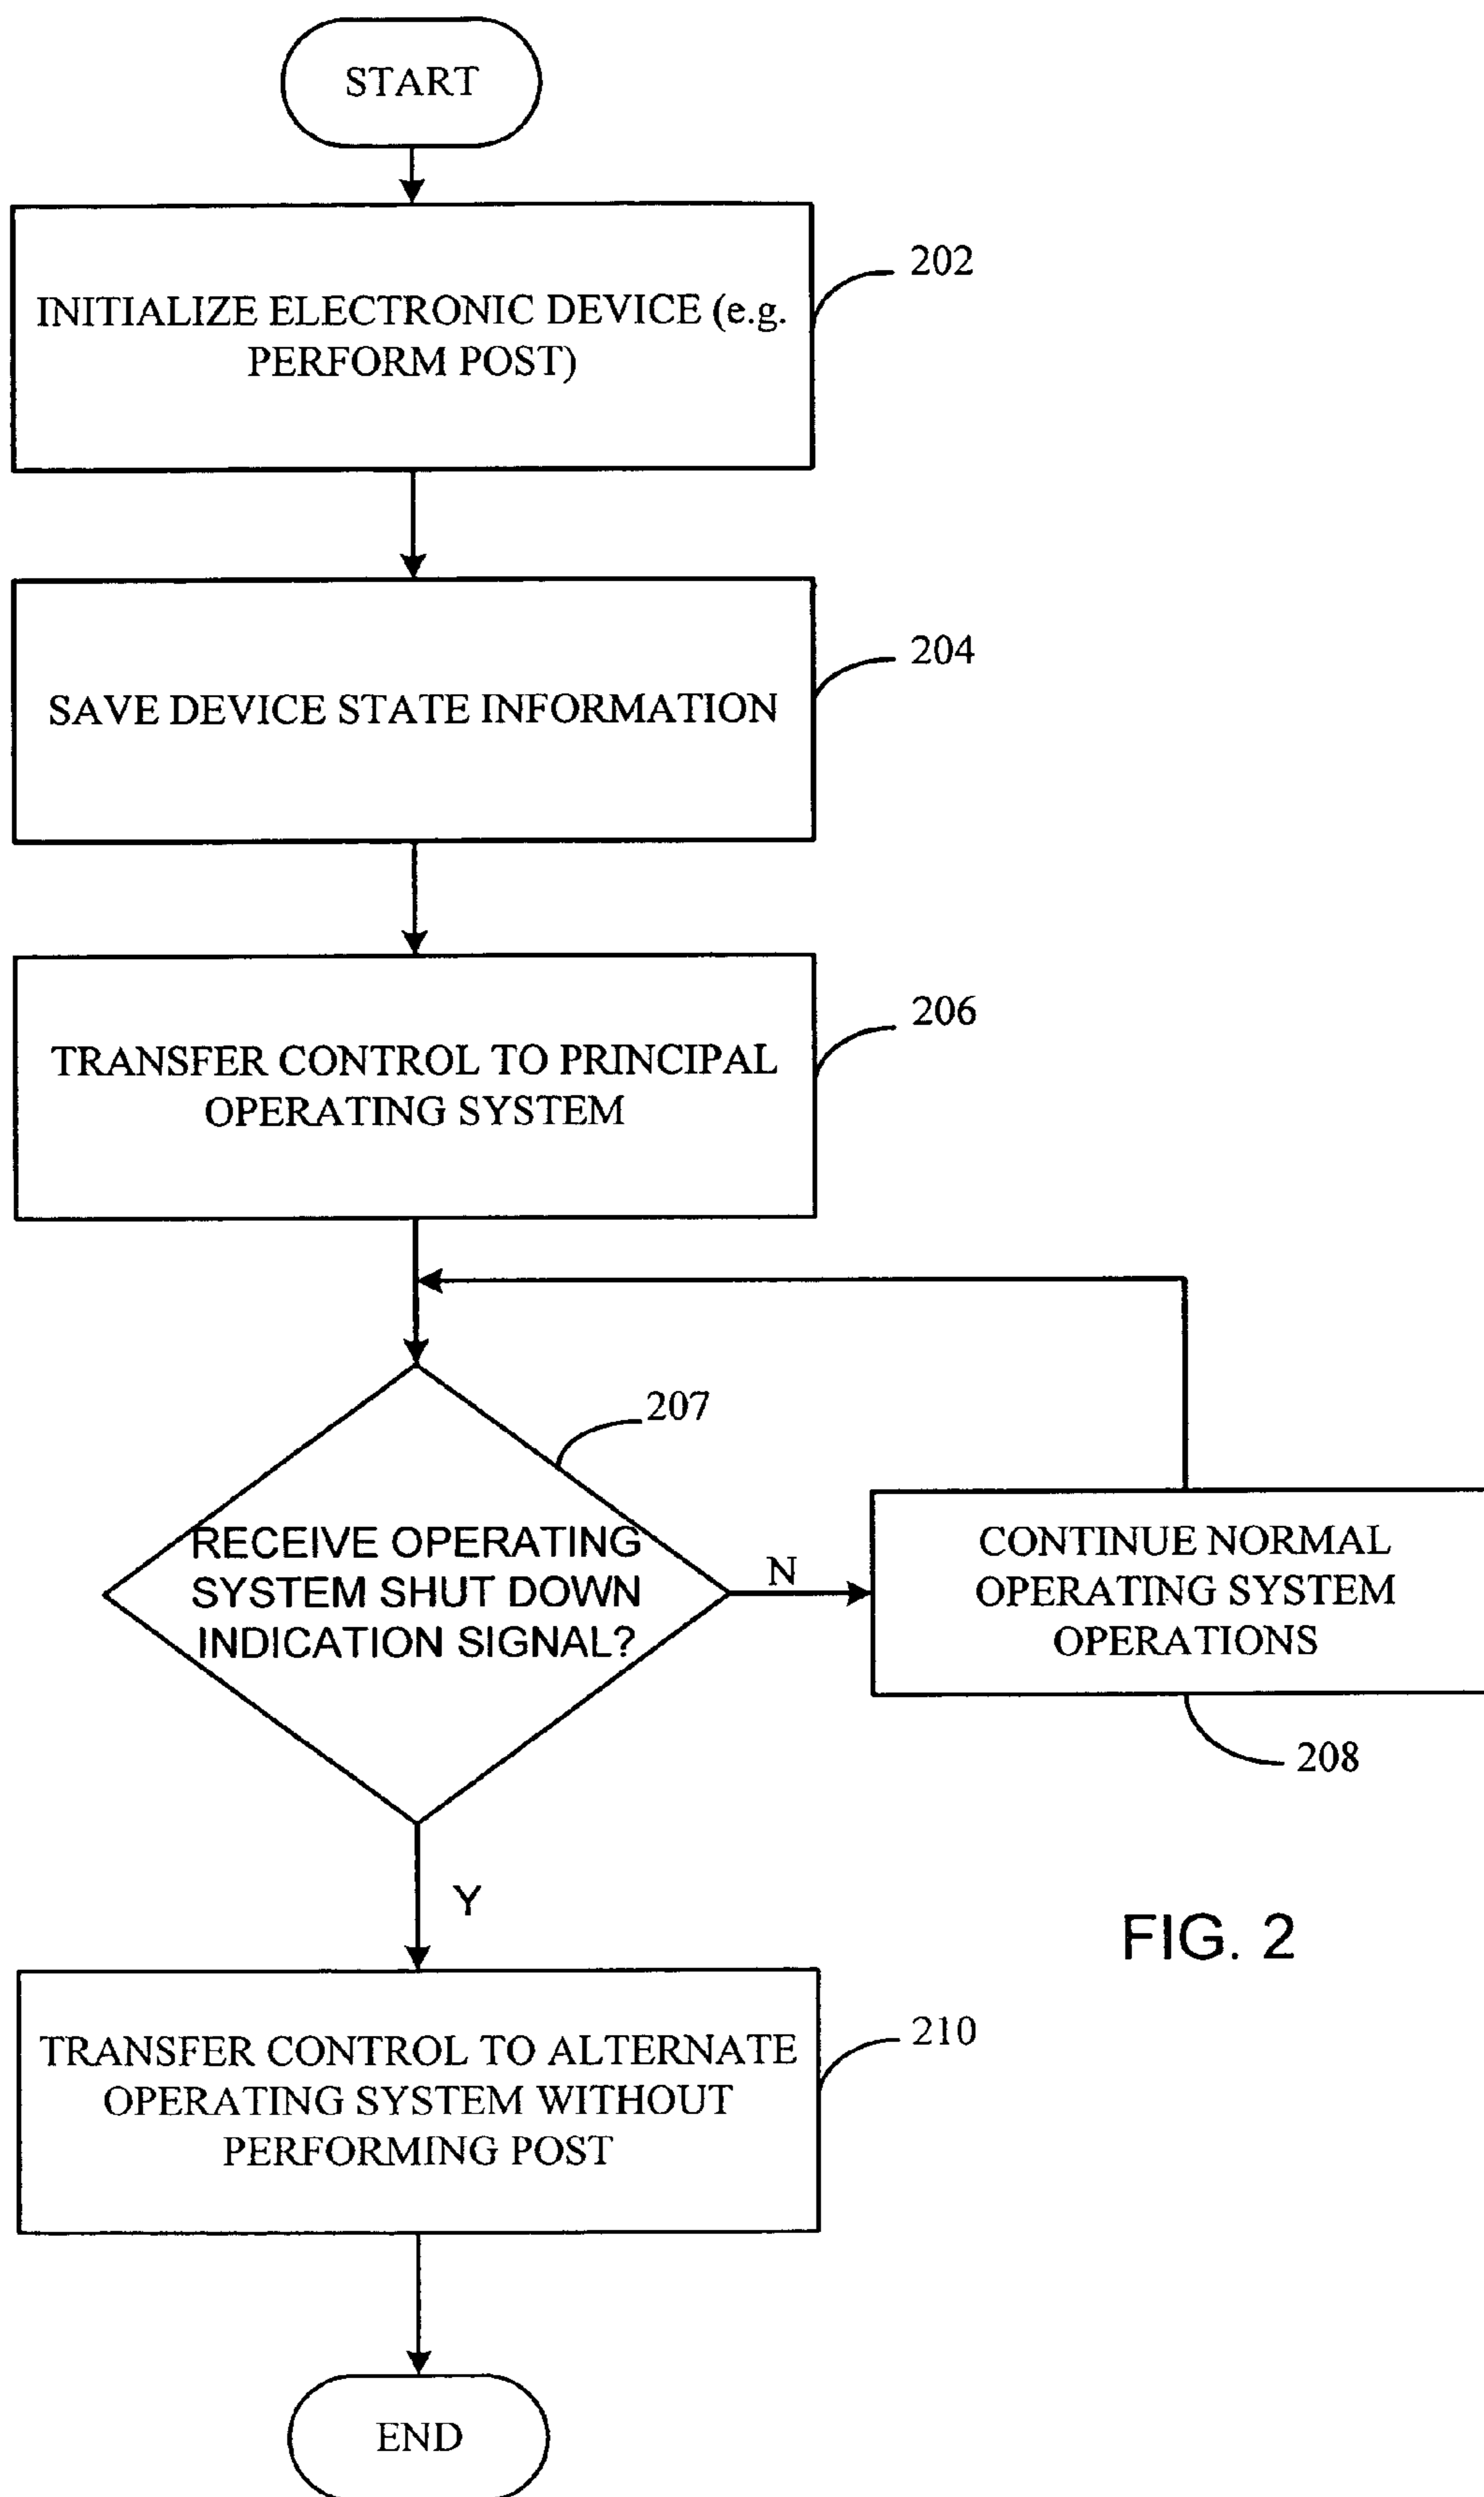 START
202
INITIALIZE ELECTRONIC DEVICE (e.g.
PERFORM POST)
204
SAVE DEVICE STATE INFORMATION
206
TRANSFER CONTROL TO PRINCIPAL
OPERATING SYSTEM
207
RECEIVE OPERATING
SYSTEM SHUT DOWN
INDICATION SIGNAL?
N
CONTINUE NORMAL
OPERATING SYSTEM
OPERATIONS
208
Y
FIG. 2
210
TRANSFER CONTROL TO ALTERNATE
OPERATING SYSTEM WITHOUT
PERFORMING POST
END